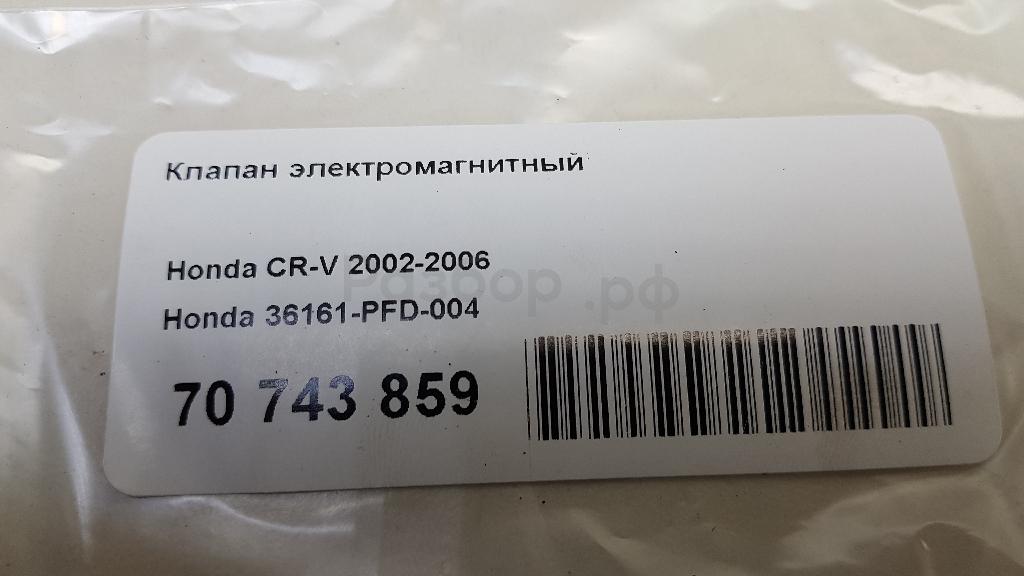 Клапан электромагнитный
Honda CR-V 2002-2006
Разбор.рф
Honda 36161-PFD-004
70 743 859